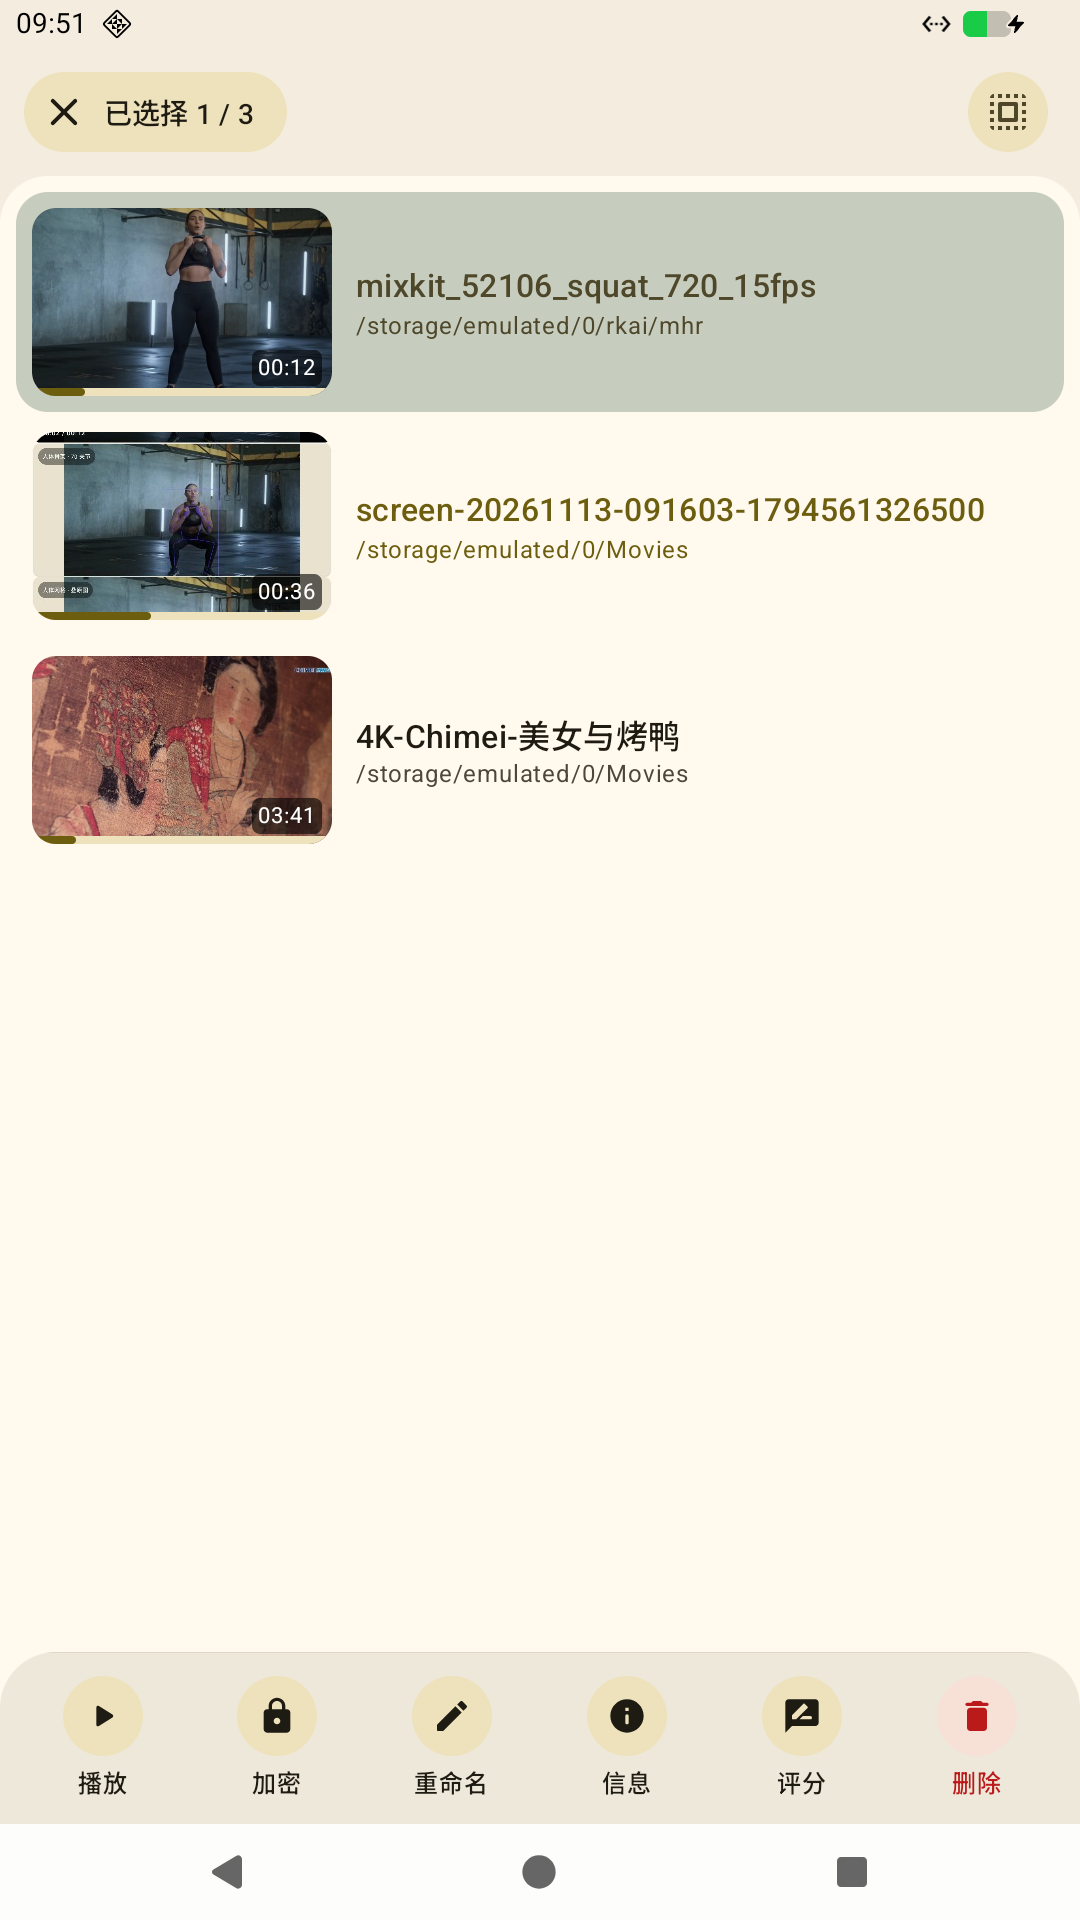 09:51
已选择 1 / 3
00:12
mixkit_52106_squat_720_15fps
/storage/emulated/0/rkai/mhr
00:36
screen-20261113-091603-1794561326500
/storage/emulated/0/Movies
03:41
4K-Chimei-美女与烤鸭
/storage/emulated/0/Movies
播放
加密
重命名
信息
评分
删除